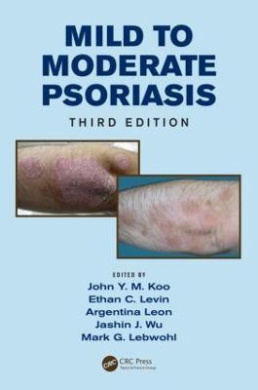 MILD TO
MODERATE
PSORIASIS
THIRD EDITION
EDITED BY
John Y. M. Koo
Ethan C. Levin
Argentina Leon
Jashin J. Wu
Mark G. Lebwohl
CRC Press
Taylor & Francis Group